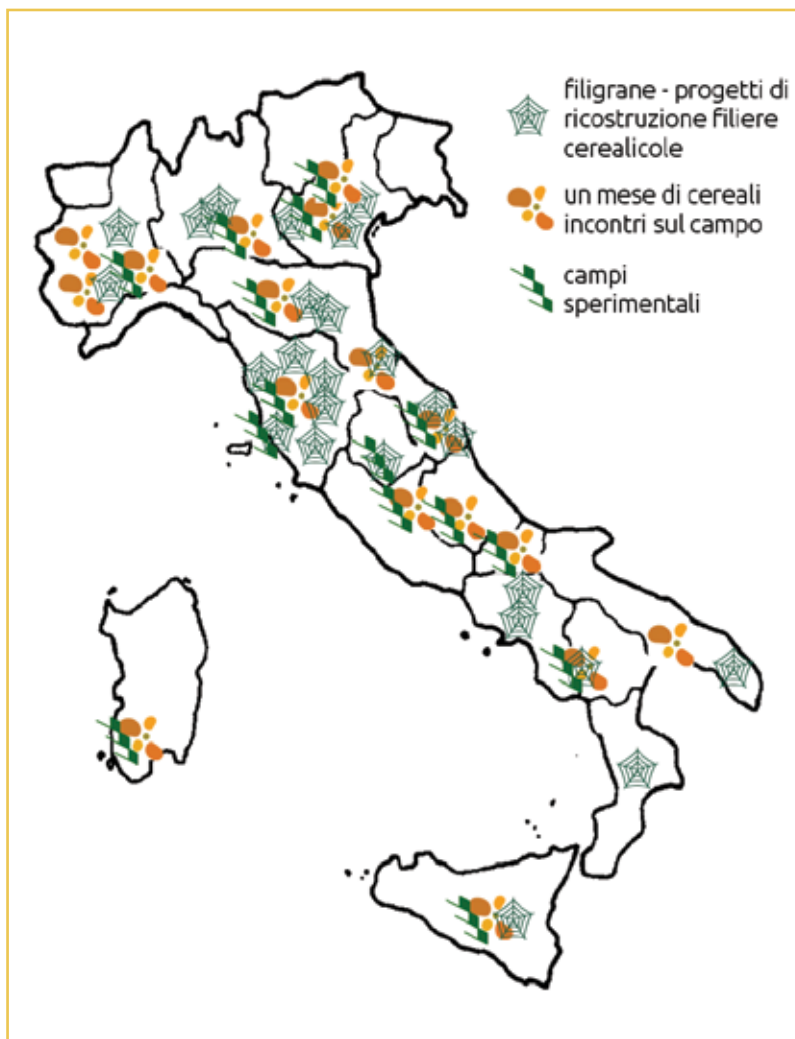 filigrane - progetti di
ricostruzione filiere
cerealicole
un mese di cereali
incontri sul campo
campi
sperimentali